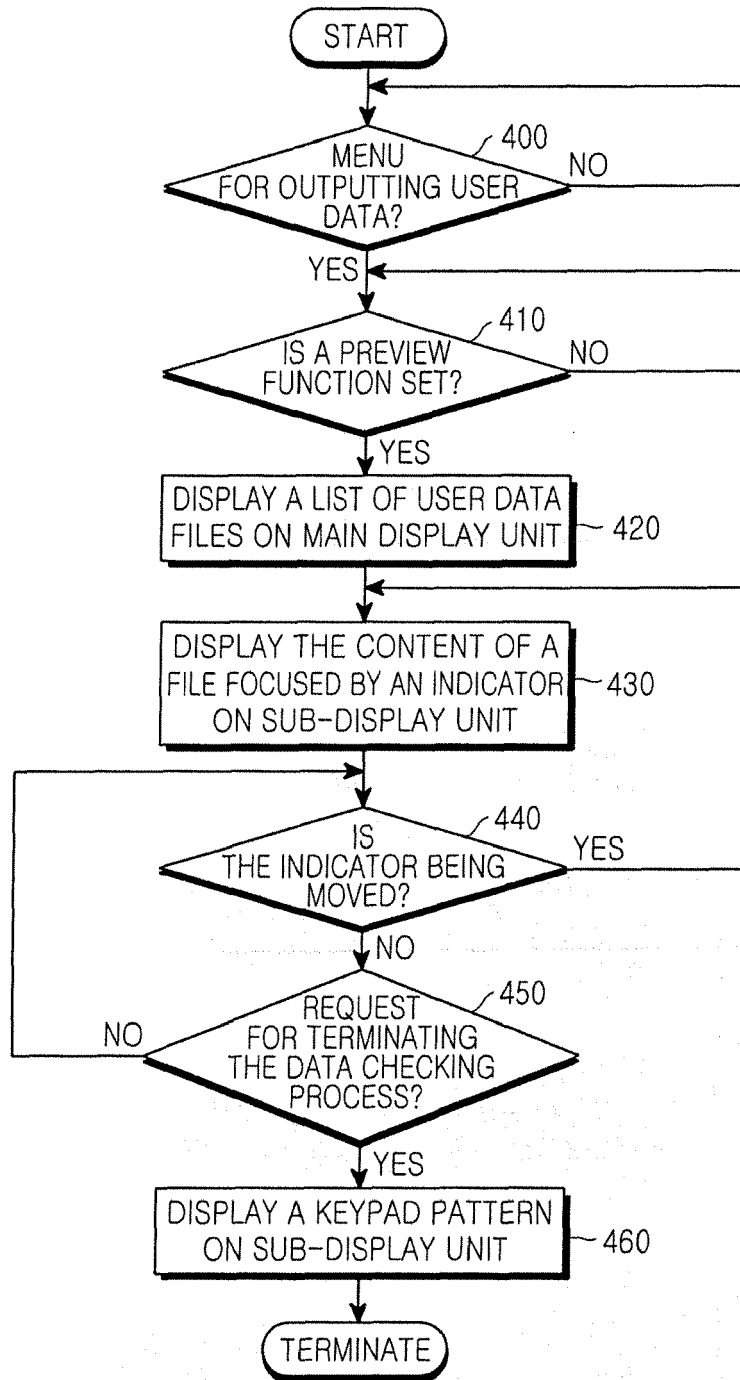 START
MENU
FOR OUTPUTTING USER
DATA?
400
NO
YES
IS A PREVIEW
FUNCTION SET?
410
NO
YES
DISPLAY A LIST OF USER DATA
FILES ON MAIN DISPLAY UNIT
420
DISPLAY THE CONTENT OF A
FILE FOCUSED BY AN INDICATOR
ON SUB-DISPLAY UNIT
430
IS
THE INDICATOR BEING
MOVED?
440
YES
NO
REQUEST
FOR TERMINATING
THE DATA CHECKING
PROCESS?
450
NO
YES
DISPLAY A KEYPAD PATTERN
ON SUB-DISPLAY UNIT
460
TERMINATE